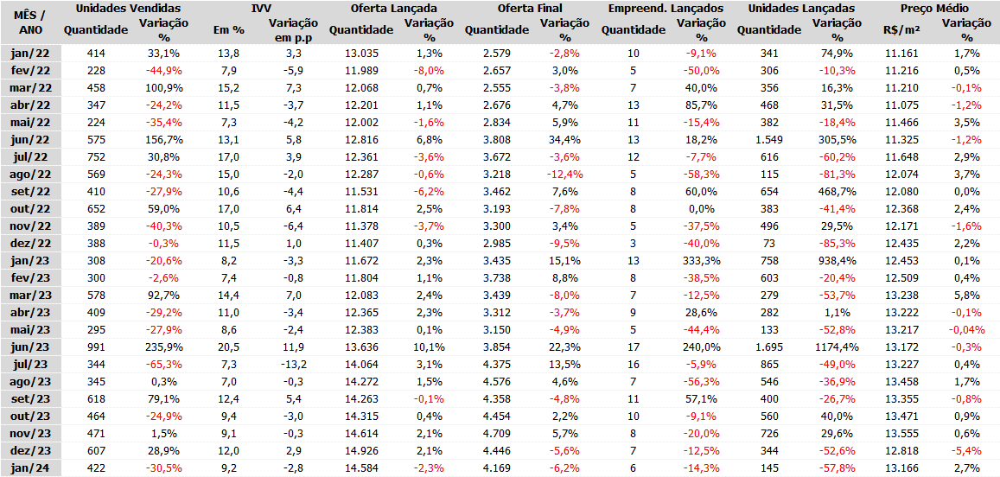 MÊS / ANO Unidades Vendidas IVV Oferta Lançada Oferta Final Empreend. Lançados Unidades Lançadas Preço Médio
Quantidade Variação % Em % Variação em p.p Quantidade Variação % Quantidade Variação % Quantidade Variação % Quantidade Variação % R$/m² Variação %
jan/22 414 33,1% 13,8 3,3 13.035 1,3% 2.579 -2,8% 10 -9,1% 341 74,9% 11.161 1,7%
fev/22 228 -44,9% 7,9 -5,9 11.989 -8,0% 2.657 3,0% 5 -50,0% 306 -10,3% 11.216 0,5%
mar/22 458 100,9% 15,2 7,3 12.068 0,7% 2.555 -3,8% 7 40,0% 356 16,3% 11.210 -0,1%
abr/22 347 -24,2% 11,5 -3,7 12.201 1,1% 2.676 4,7% 13 85,7% 468 31,5% 11.075 -1,2%
mai/22 224 -35,4% 7,3 -4,2 12.002 -1,6% 2.834 5,9% 11 -15,4% 382 -18,4% 11.466 3,5%
jun/22 575 156,7% 13,1 5,8 12.816 6,8% 3.808 34,4% 13 18,2% 1.549 305,5% 11.325 -1,2%
jul/22 752 30,8% 17,0 3,9 12.361 -3,6% 3.672 -3,6% 12 -7,7% 616 -60,2% 11.648 2,9%
ago/22 569 -24,3% 15,0 -2,0 12.287 -0,6% 3.218 -12,4% 5 -58,3% 115 -81,3% 12.074 3,7%
set/22 410 -27,9% 10,6 -4,4 11.531 -6,2% 3.462 7,6% 8 60,0% 654 468,7% 12.080 0,0%
out/22 652 59,0% 17,0 6,4 11.814 2,5% 3.193 -7,8% 8 0,0% 383 -41,4% 12.368 2,4%
nov/22 389 -40,3% 10,5 -6,4 11.378 -3,7% 3.300 3,4% 5 -37,5% 496 29,5% 12.171 -1,6%
dez/22 388 -0,3% 11,5 1,0 11.407 0,3% 2.985 -9,5% 3 -40,0% 73 -85,3% 12.435 2,2%
jan/23 308 -20,6% 8,2 -3,3 11.672 2,3% 3.435 15,1% 13 333,3% 758 938,4% 12.453 0,1%
fev/23 300 -2,6% 7,4 -0,8 11.804 1,1% 3.738 8,8% 8 -38,5% 603 -20,4% 12.509 0,4%
mar/23 578 92,7% 14,4 7,0 12.083 2,4% 3.439 -8,0% 7 -12,5% 279 -53,7% 13.238 5,8%
abr/23 409 -29,2% 11,0 -3,4 12.365 2,3% 3.312 -3,7% 9 28,6% 282 1,1% 13.222 -0,1%
mai/23 295 -27,9% 8,6 -2,4 12.383 0,1% 3.150 -4,9% 5 -44,4% 133 -52,8% 13.217 -0,04%
jun/23 991 235,9% 20,5 11,9 13.636 10,1% 3.854 22,3% 17 240,0% 1.695 1174,4% 13.172 -0,3%
jul/23 344 -65,3% 7,3 -13,2 14.064 3,1% 4.375 13,5% 16 -5,9% 865 -49,0% 13.227 0,4%
ago/23 345 0,3% 7,0 -0,3 14.272 1,5% 4.576 4,6% 7 -56,3% 546 -36,9% 13.458 1,7%
set/23 618 79,1% 12,4 5,4 14.263 -0,1% 4.358 -4,8% 11 57,1% 400 -26,7% 13.355 -0,8%
out/23 464 -24,9% 9,4 -3,0 14.315 0,4% 4.454 2,2% 10 -9,1% 560 40,0% 13.471 0,9%
nov/23 471 1,5% 9,1 -0,3 14.614 2,1% 4.709 5,7% 8 -20,0% 726 29,6% 13.555 0,6%
dez/23 607 28,9% 12,0 2,9 14.926 2,1% 4.446 -5,6% 7 -12,5% 344 -52,6% 12.818 -5,4%
jan/24 422 -30,5% 9,2 -2,8 14.584 -2,3% 4.169 -6,2% 6 -14,3% 145 -57,8% 13.166 2,7%